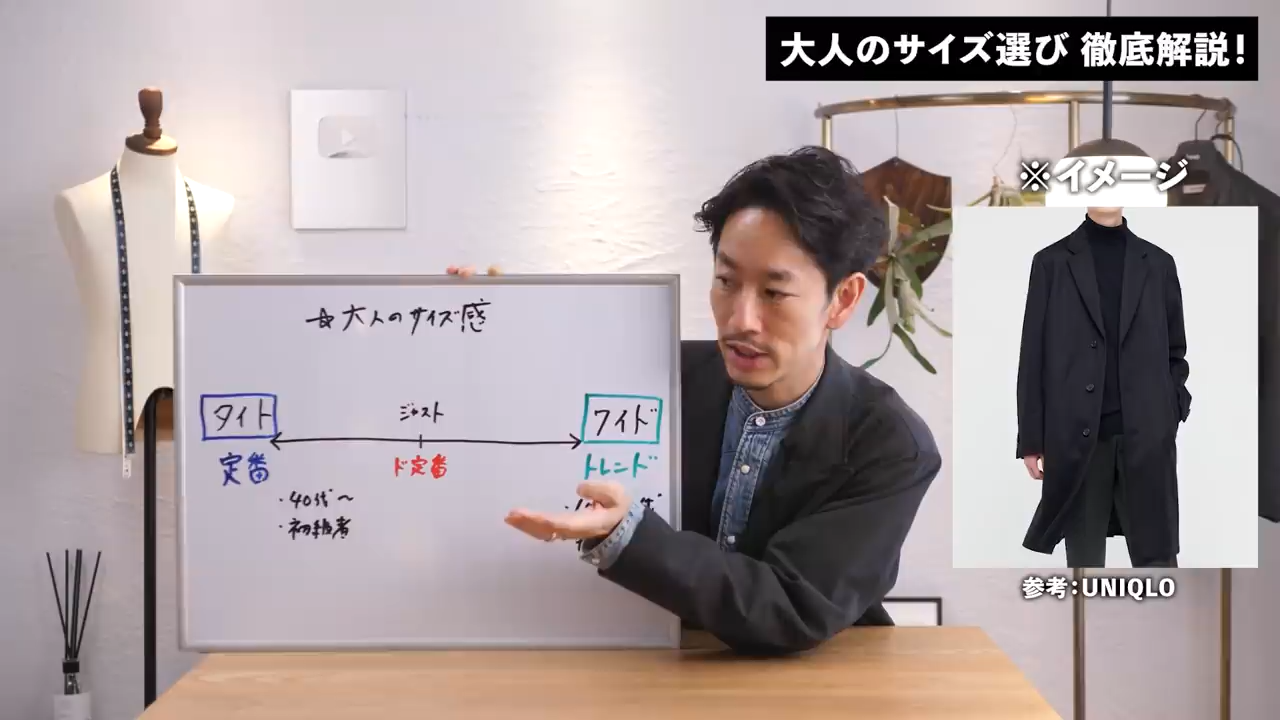 大人のサイズ選び 徹底解説!
※イメージ
☆大人のサイズ感
タイト
ジャスト
ワイド
定番
ド定番
トレンド
・40代〜
・初級者
参考:UNIQLO